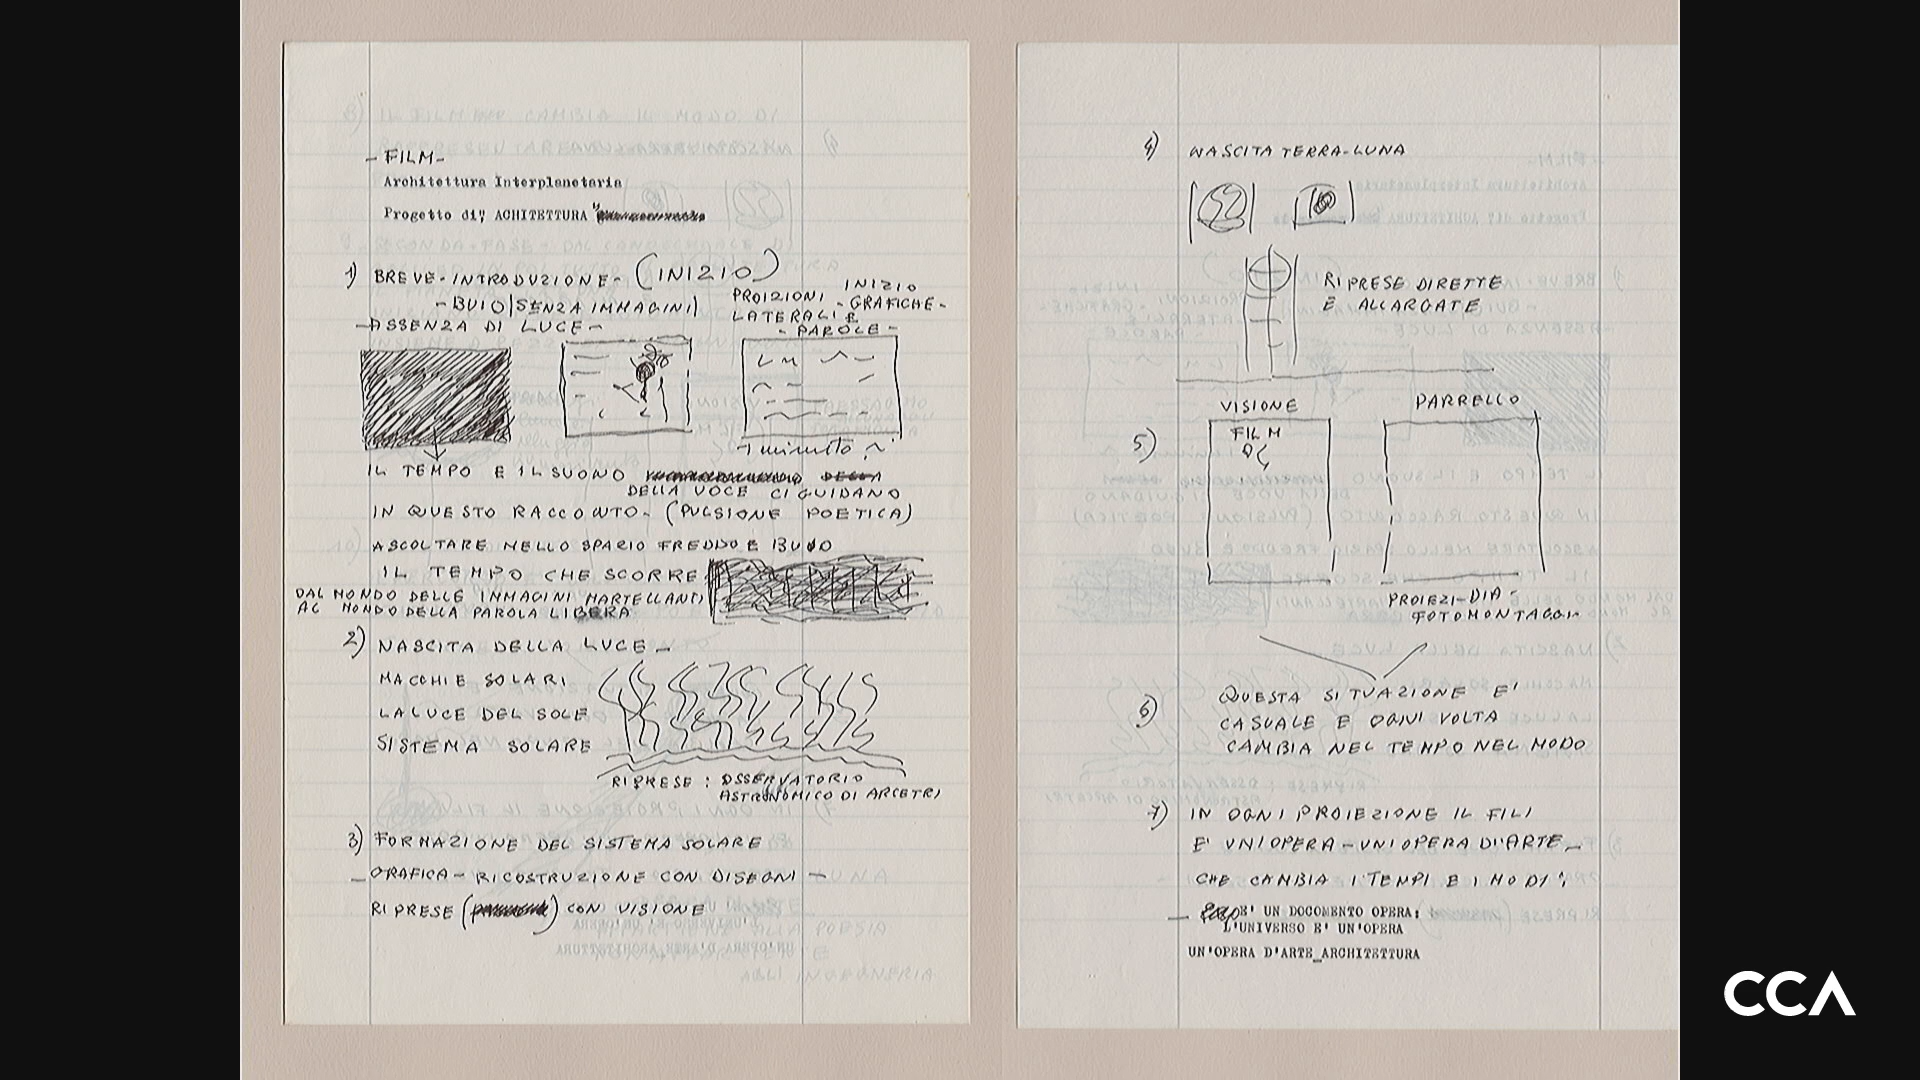 - FILM -
Architettura Interplanetaria
Progetto di" ACHITETTURA "
1) BREVE-INTRODUZIONE- (INIZIO)
- BUIO|SENZA IMMAGINI|
- ASSENZA DI LUCE -
INIZIO
PROIZIONI - GRAFICHE -
LATERALI E
- PAROLE -
1 minuto
IL TEMPO E IL SUONO DELLA
DELLA VOCE CI GUIDANO
IN QUESTO RACCONTO- (PULSIONE POETICA)
ASCOLTARE NELLO SPAZIO FREDDO E BUIO
IL TEMPO CHE SCORRE
DAL MONDO DELLE IMMAGINI MARTELLANTI
AL MONDO DELLA PAROLA LIBERA
2) NASCITA DELLA LUCE -
MACCHIE SOLARI
LA LUCE DEL SOLE
SISTEMA SOLARE
RIPRESE : OSSERVATORIO
ASTRONOMICO DI ARCETRI
3) FORMAZIONE DEL SISTEMA SOLARE
- GRAFICA - RICOSTRUZIONE CON DISEGNI -
RIPRESE ( ) CON VISIONE
4) NASCITA TERRA-LUNA
RIPRESE DIRETTE
E ALLARGATE
VISIONE
PARRELLO
5)
FILM
PROIEZI-DIA-
FOTOMONTAGGI-
6) QUESTA SITUAZIONE E'
CASUALE E OGNI VOLTA
CAMBIA NEL TEMPO NEL MODO
7) IN OGNI PROIEZIONE IL FILI
E' UN'OPERA - UN'OPERA D'ARTE -
CHE CAMBIA I TEMPI E I MODI
- E' UN DOCOMENTO OPERA:
L'UNIVERSO E' UN'OPERA
UN'OPERA D'ARTE_ARCHITETTURA
CCA